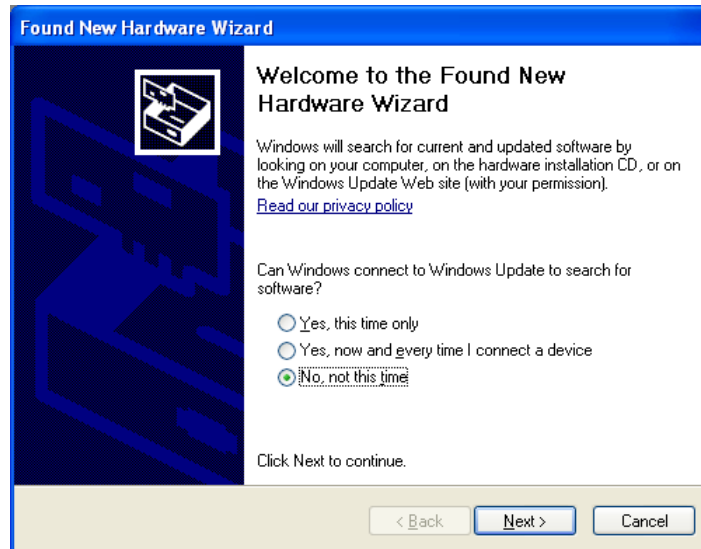 Found New Hardware Wizard
Welcome to the Found New
Hardware Wizard
Windows will search for current and updated software by
looking on your computer, on the hardware installation CD, or on
the Windows Update Web site (with your permission).
Read our privacy policy
Can Windows connect to Windows Update to search for
software?
Yes, this time only
Yes, now and every time I connect a device
No, not this time
Click Next to continue.
< Back
Next >
Cancel